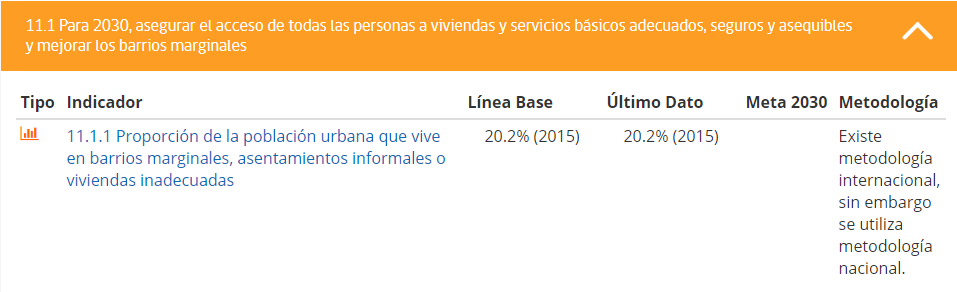 11.1 Para 2030, asegurar el acceso de todas las personas a viviendas y servicios básicos adecuados, seguros y asequibles
y mejorar los barrios marginales
Tipo Indicador Línea Base Último Dato Meta 2030 Metodología
11.1.1 Proporción de la población urbana que vive 20.2% (2015) 20.2% (2015) Existe
en barrios marginales, asentamientos informales o metodología
viviendas inadecuadas internacional,
sin embargo
se utiliza
metodología
nacional.